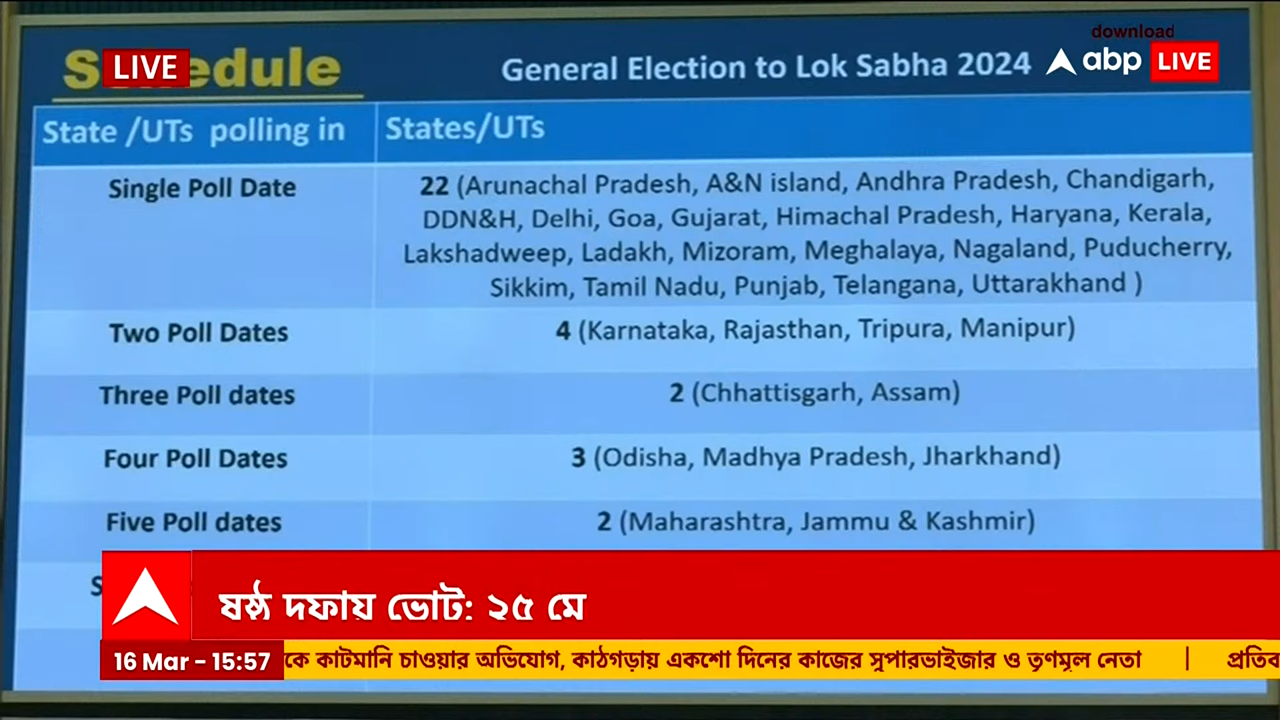 Schedule
LIVE
General Election to Lok Sabha 2024
download
abp LIVE
State /UTs polling in
States/UTs
Single Poll Date
22 (Arunachal Pradesh, A&N island, Andhra Pradesh, Chandigarh,
DDN&H, Delhi, Goa, Gujarat, Himachal Pradesh, Haryana, Kerala,
Lakshadweep, Ladakh, Mizoram, Meghalaya, Nagaland, Puducherry,
Sikkim, Tamil Nadu, Punjab, Telangana, Uttarakhand )
Two Poll Dates
4 (Karnataka, Rajasthan, Tripura, Manipur)
Three Poll dates
2 (Chhattisgarh, Assam)
Four Poll Dates
3 (Odisha, Madhya Pradesh, Jharkhand)
Five Poll dates
2 (Maharashtra, Jammu & Kashmir)
ষষ্ঠ দফায় ভোট: ২৫ মে
16 Mar - 15:57
কে কাটমানি চাওয়ার অভিযোগ, কাঠগড়ায় একশো দিনের কাজের সুপারভাইজার ও তৃণমূল নেতা |